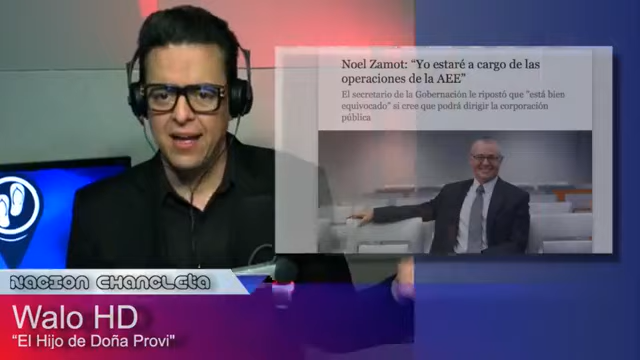 Noel Zamot: “Yo estaré a cargo de las
operaciones de la AEE”
El secretario de la Gobernación le ripostó que "está bien
equivocado" si cree que podrá dirigir la corporación
pública
NACION CHANCLETA
Walo HD
“El Hijo de Doña Provi"